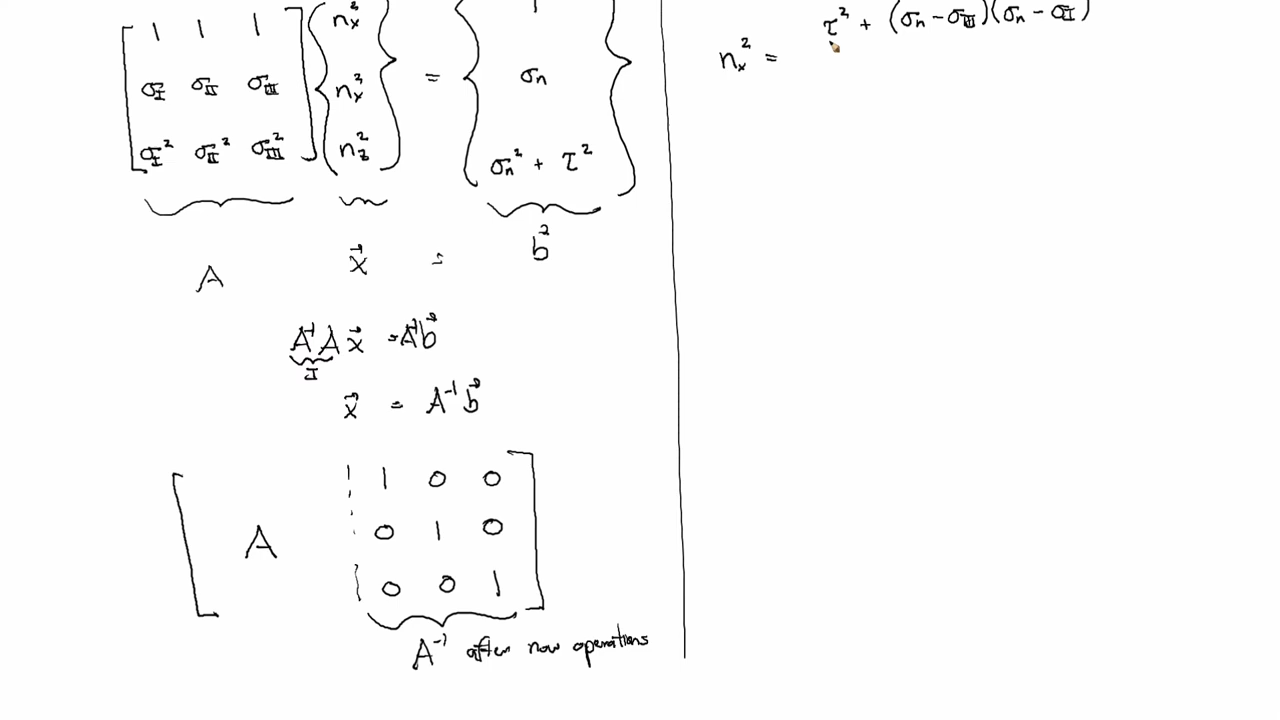 [ 1 1 1 ] { n_x^2 } = { 1 }
[ σ_I σ_II σ_III ] { n_x^2 } = { σ_n }
[ σ_I^2 σ_II^2 σ_III^2 ] { n_z^2 } { σ_n^2 + τ^2 }
A x⃗ = b⃗
A^-1 A x⃗ = A^-1 b⃗
I
x⃗ = A^-1 b⃗
[ A | 1 0 0 ]
0 1 0
0 0 1
A^-1 after row operations
τ^2 + (σ_n - σ_III)(σ_n - σ_I)
n_x^2 =